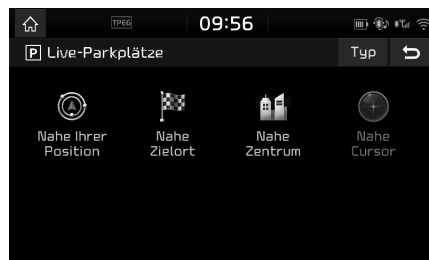 TPEG 09:56
P Live-Parkplätze Typ
Nahe Ihrer Position
Nahe Zielort
Nahe Zentrum
Nahe Cursor